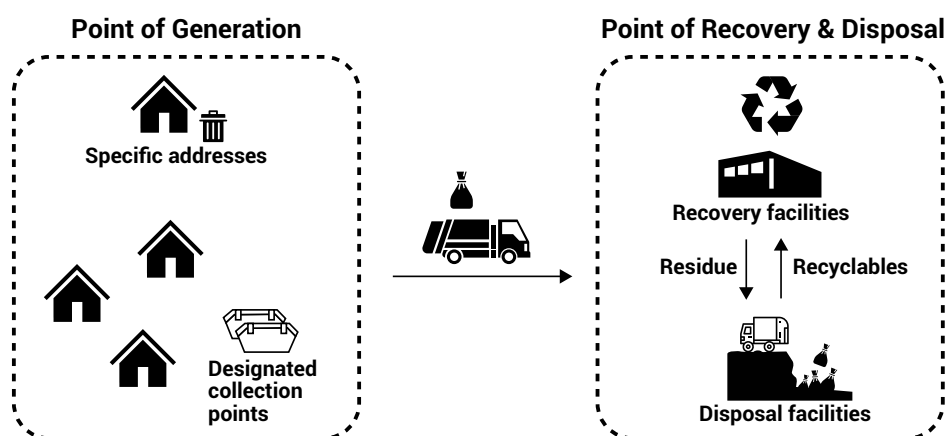 Point of Generation
Point of Recovery & Disposal
Specific addresses
Designated
collection
points
Recovery facilities
Residue
Recyclables
Disposal facilities